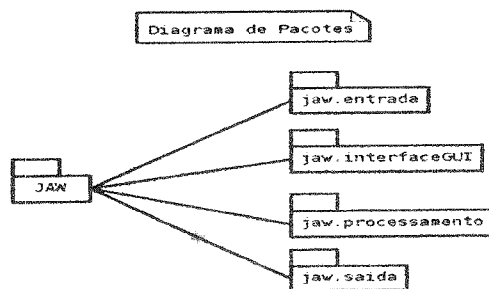 Diagrama de Pacotes
jaw.entrada
jaw.interfaceGUI
JAW
jaw.processamento
jaw.saida